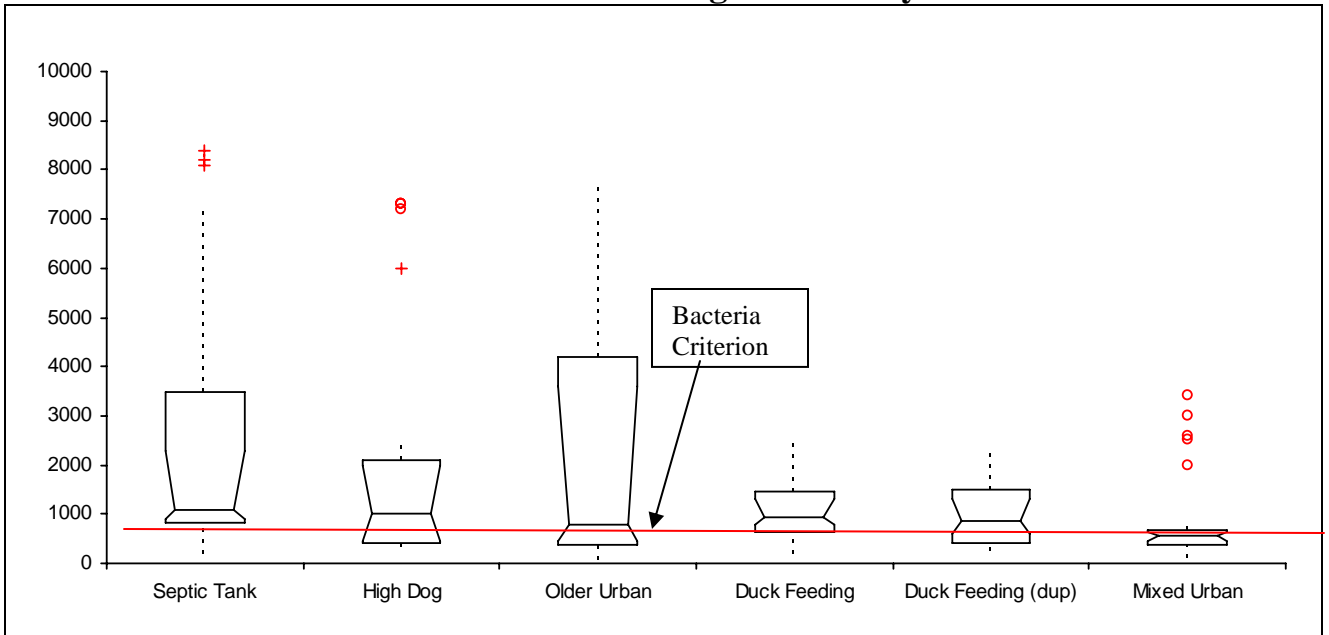 10000
9000
8000
7000
6000
5000
4000
3000
2000
1000
0
Bacteria
Criterion
Septic Tank
High Dog
Older Urban
Duck Feeding
Duck Feeding (dup)
Mixed Urban